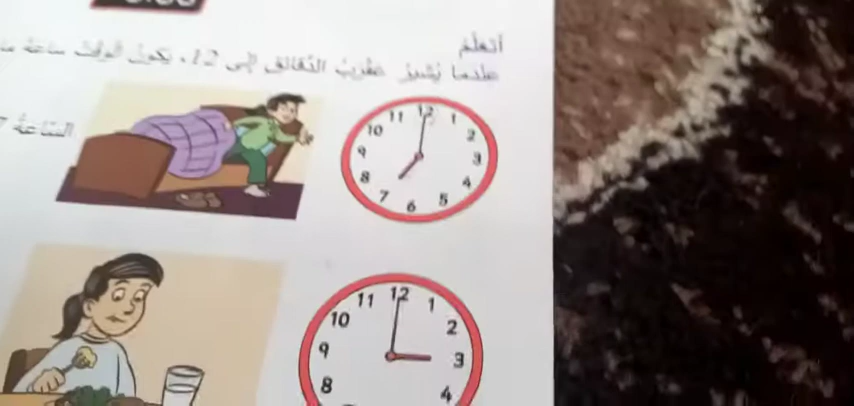 أتعلم
عندما يُشير عقرب الدقائق إلى 12، يكون الوقت ساعة
الساعة 7
11 12 1
10 2
9 3
8 4
7 6 5
11 12 1
10 2
9 3
8 4